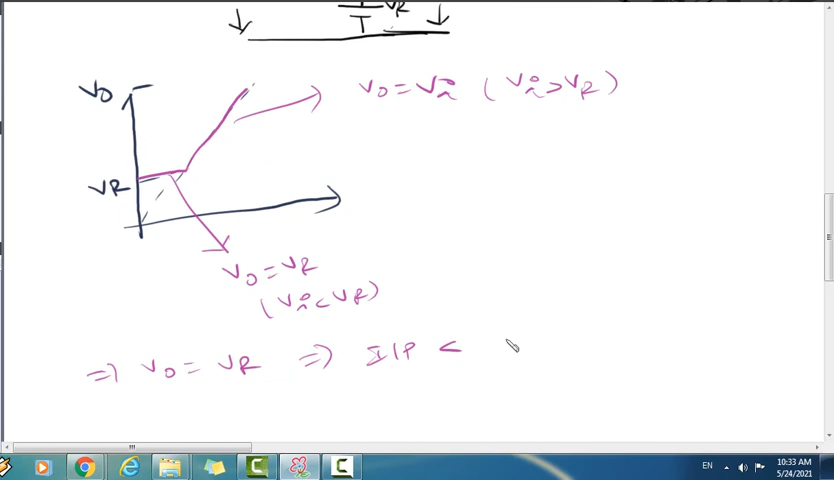 T VR
Vo
Vo = Vi (Vi > VR)
VR
Vo = VR
(Vi < VR)
=> Vo = VR => I/P <
EN 10:33 AM
5/24/2021